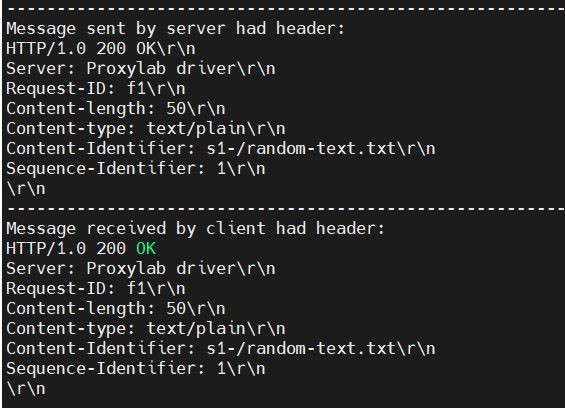 --------------------------------------------------------
Message sent by server had header:
HTTP/1.0 200 OK\r\n
Server: Proxylab driver\r\n
Request-ID: f1\r\n
Content-length: 50\r\n
Content-type: text/plain\r\n
Content-Identifier: s1-/random-text.txt\r\n
Sequence-Identifier: 1\r\n
\r\n
--------------------------------------------------------
Message received by client had header:
HTTP/1.0 200 OK
Server: Proxylab driver\r\n
Request-ID: f1\r\n
Content-length: 50\r\n
Content-type: text/plain\r\n
Content-Identifier: s1-/random-text.txt\r\n
Sequence-Identifier: 1\r\n
\r\n